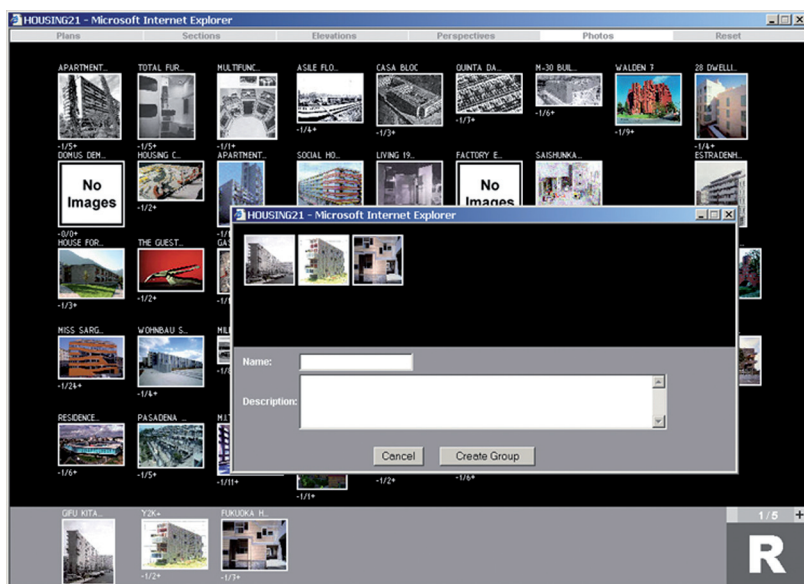 HOUSING21 - Microsoft Internet Explorer
Plans Sections Elevations Perspectives Photos Reset
APARTMENT.. TOTAL FUR.. MULTIFUNC.. ASILE FLO.. CASA BLOC QUINTA DA.. M-30 BUIL.. WALDEN 7 28 DWELLI..
-1/5+ -1/5+ -1/1+ -1/4+ -1/3+ -1/7+ -1/6+ -1/9+ -1/4+
DOMUS DEM.. HOUSNG C.. APARTMENT.. SOCIAL HO.. LIVING 19.. FACTORY E.. SAISHUNKA.. ESTRADENH..
No Images
No Images
-0/0+ -1/2+
HOUSING21 - Microsoft Internet Explorer
HOUSE FOR.. THE GUEST..
-1/3+ -1/2+
MISS SARG.. WOHNBAU S..
-1/2+ -1/4+
Name:
Description:
RESIDENCE.. PASADENA ..
Cancel Create Group
-1/6+ -1/5+ -1/11+ -1/1+ -1/2+ -1/6+
GIFU KITA.. Y2K+ FUKUOKA H..
1/5 +
-1/2+ -1/7+
R